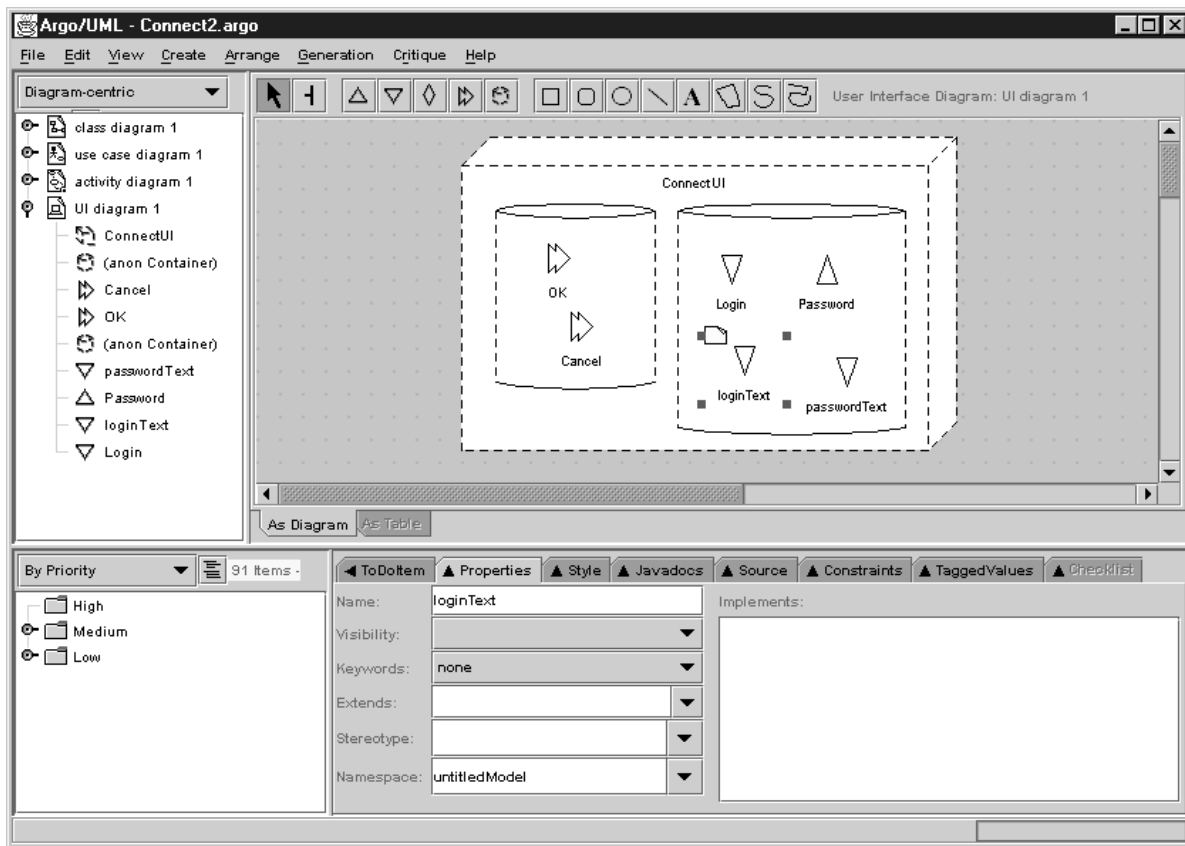 Argo/UML - Connect2.argo
File Edit View Create Arrange Generation Critique Help
Diagram-centric
User Interface Diagram: UI diagram 1
class diagram 1
use case diagram 1
activity diagram 1
UI diagram 1
ConnectUI
(anon Container)
Cancel
OK
(anon Container)
passwordText
Password
loginText
Login
ConnectUI
OK
Cancel
Login
Password
loginText
passwordText
As Diagram As Table
By Priority 91 Items -
High
Medium
Low
ToDoItem Properties Style Javadocs Source Constraints TaggedValues Checklist
Name: loginText
Implements:
Visibility:
Keywords: none
Extends:
Stereotype:
Namespace: untitledModel